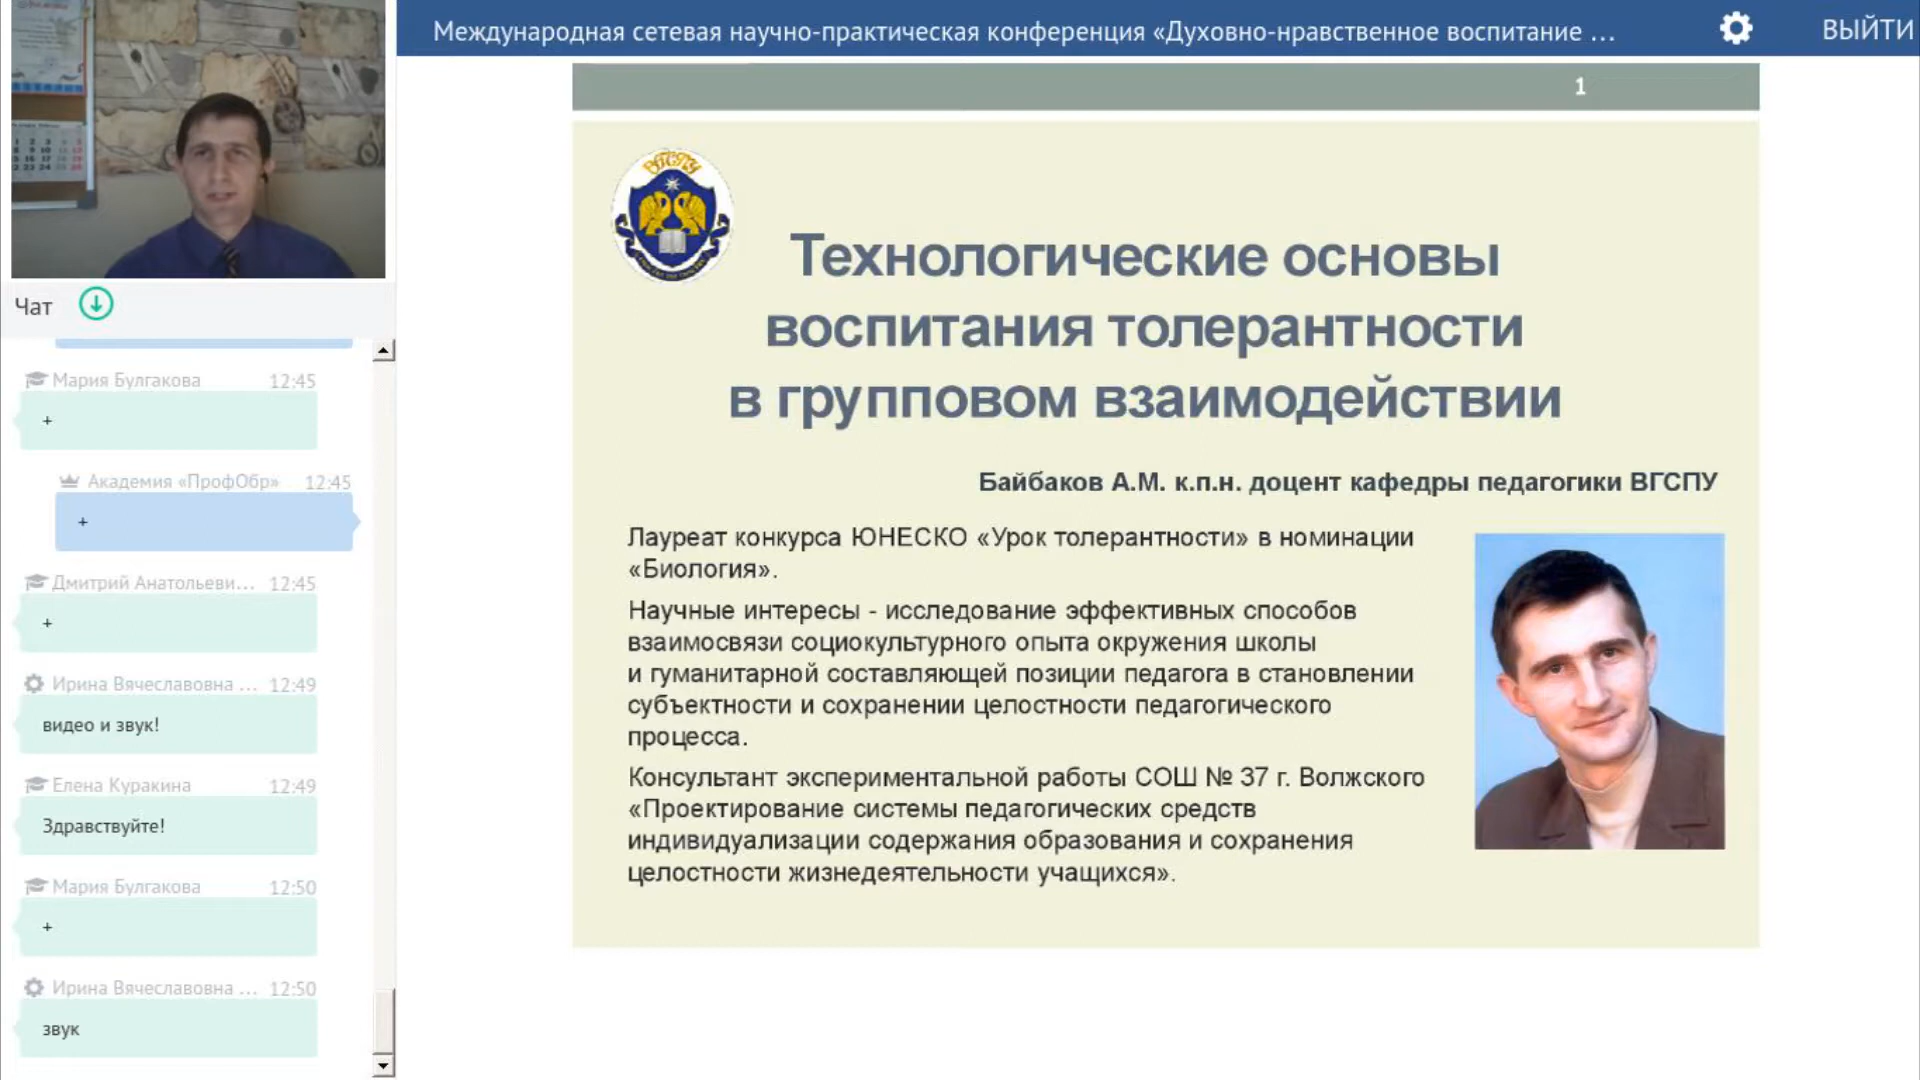 Международная сетевая научно-практическая конференция «Духовно-нравственное воспитание ...
ВЫЙТИ
Чат
Мария Булгакова 12:45
+
Академия «ПрофОбр» 12:45
+
Дмитрий Анатольеви... 12:45
+
Ирина Вячеславовна ... 12:49
видео и звук!
Елена Куракина 12:49
Здравствуйте!
Мария Булгакова 12:50
+
Ирина Вячеславовна ... 12:50
звук
1
ВГСПУ
Технологические основы
воспитания толерантности
в групповом взаимодействии
Байбаков А.М. к.п.н. доцент кафедры педагогики ВГСПУ
Лауреат конкурса ЮНЕСКО «Урок толерантности» в номинации
«Биология».
Научные интересы - исследование эффективных способов
взаимосвязи социокультурного опыта окружения школы
и гуманитарной составляющей позиции педагога в становлении
субъектности и сохранении целостности педагогического
процесса.
Консультант экспериментальной работы СОШ № 37 г. Волжского
«Проектирование системы педагогических средств
индивидуализации содержания образования и сохранения
целостности жизнедеятельности учащихся».